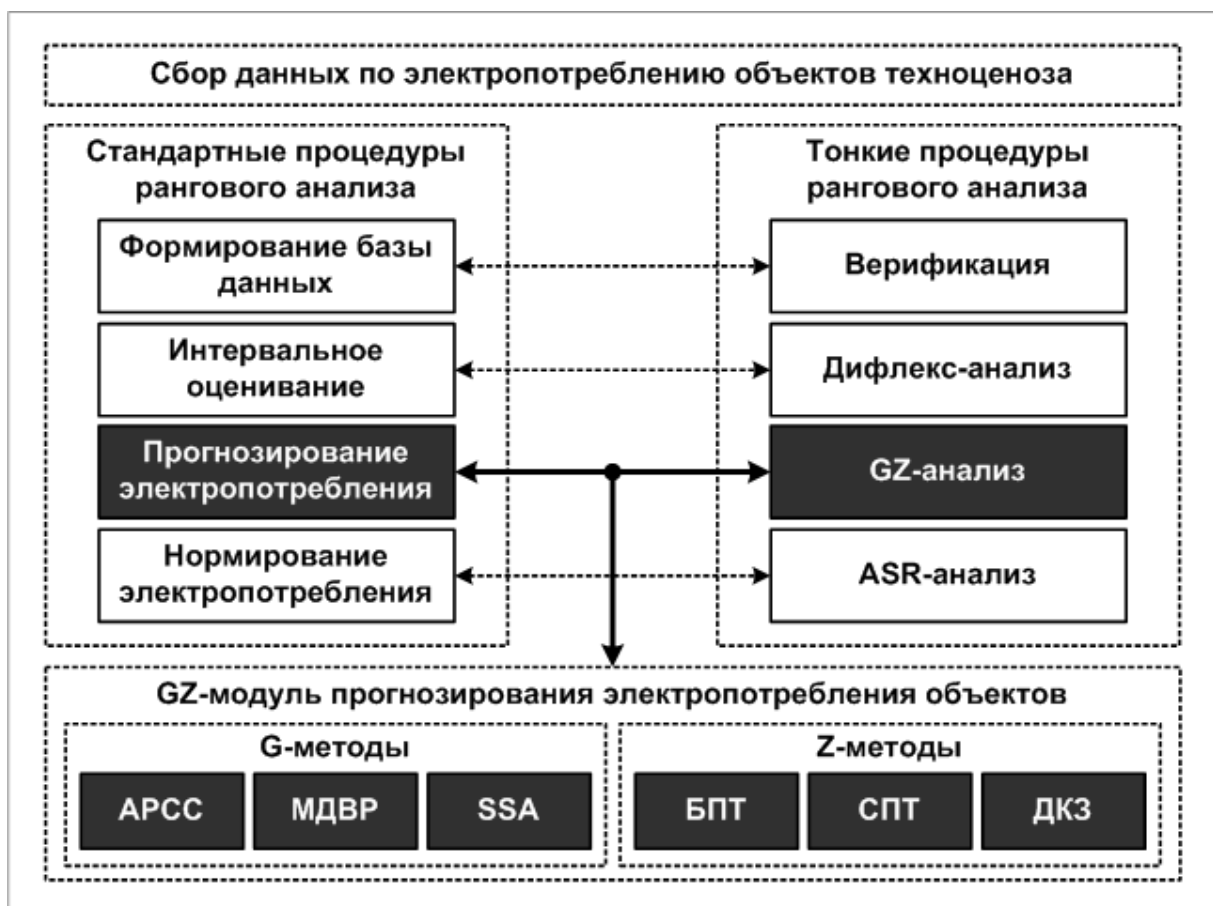 Сбор данных по электропотреблению объектов техноценоза
Стандартные процедуры
рангового анализа
Формирование базы
данных
Интервальное
оценивание
Прогнозирование
электропотребления
Нормирование
электропотребления
Тонкие процедуры
рангового анализа
Верификация
Дифлекс-анализ
GZ-анализ
ASR-анализ
GZ-модуль прогнозирования электропотребления объектов
G-методы
АРСС
МДВР
SSA
Z-методы
БПТ
СПТ
ДКЗ